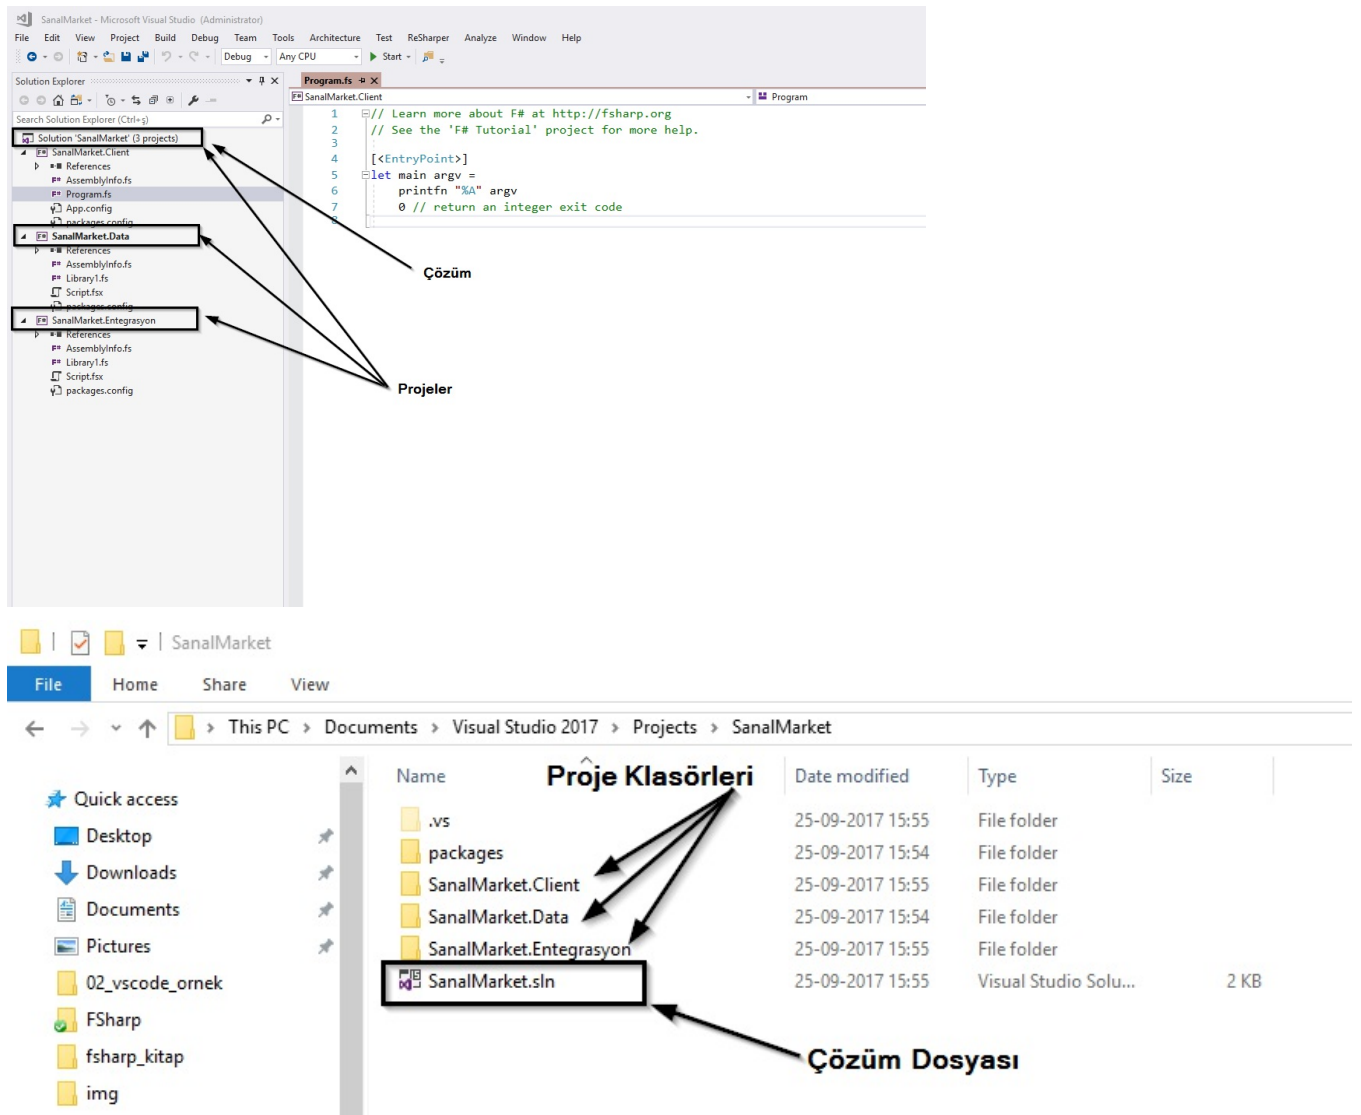 SanalMarket - Microsoft Visual Studio (Administrator)
File Edit View Project Build Debug Team Tools Architecture Test ReSharper Analyze Window Help
Debug Any CPU Start
Solution Explorer
Program.fs
SanalMarket.Client
Program
Search Solution Explorer (Ctrl+ş)
Solution 'SanalMarket' (3 projects)
SanalMarket.Client
References
AssemblyInfo.fs
Program.fs
App.config
packages.config
SanalMarket.Data
References
AssemblyInfo.fs
Library1.fs
Script.fsx
packages.config
SanalMarket.Entegrasyon
References
AssemblyInfo.fs
Library1.fs
Script.fsx
packages.config
1 // Learn more about F# at http://fsharp.org
2 // See the 'F# Tutorial' project for more help.
3
4 [<EntryPoint>]
5 let main argv =
6 printfn "%A" argv
7 0 // return an integer exit code
8
Çözüm
Projeler
SanalMarket
File Home Share View
This PC > Documents > Visual Studio 2017 > Projects > SanalMarket
Name Proje Klasörleri Date modified Type Size
Quick access
Desktop
Downloads
Documents
Pictures
02_vscode_ornek
FSharp
fsharp_kitap
img
.vs 25-09-2017 15:55 File folder
packages 25-09-2017 15:54 File folder
SanalMarket.Client 25-09-2017 15:55 File folder
SanalMarket.Data 25-09-2017 15:54 File folder
SanalMarket.Entegrasyon 25-09-2017 15:55 File folder
SanalMarket.sln 25-09-2017 15:55 Visual Studio Solu... 2 KB
Çözüm Dosyası